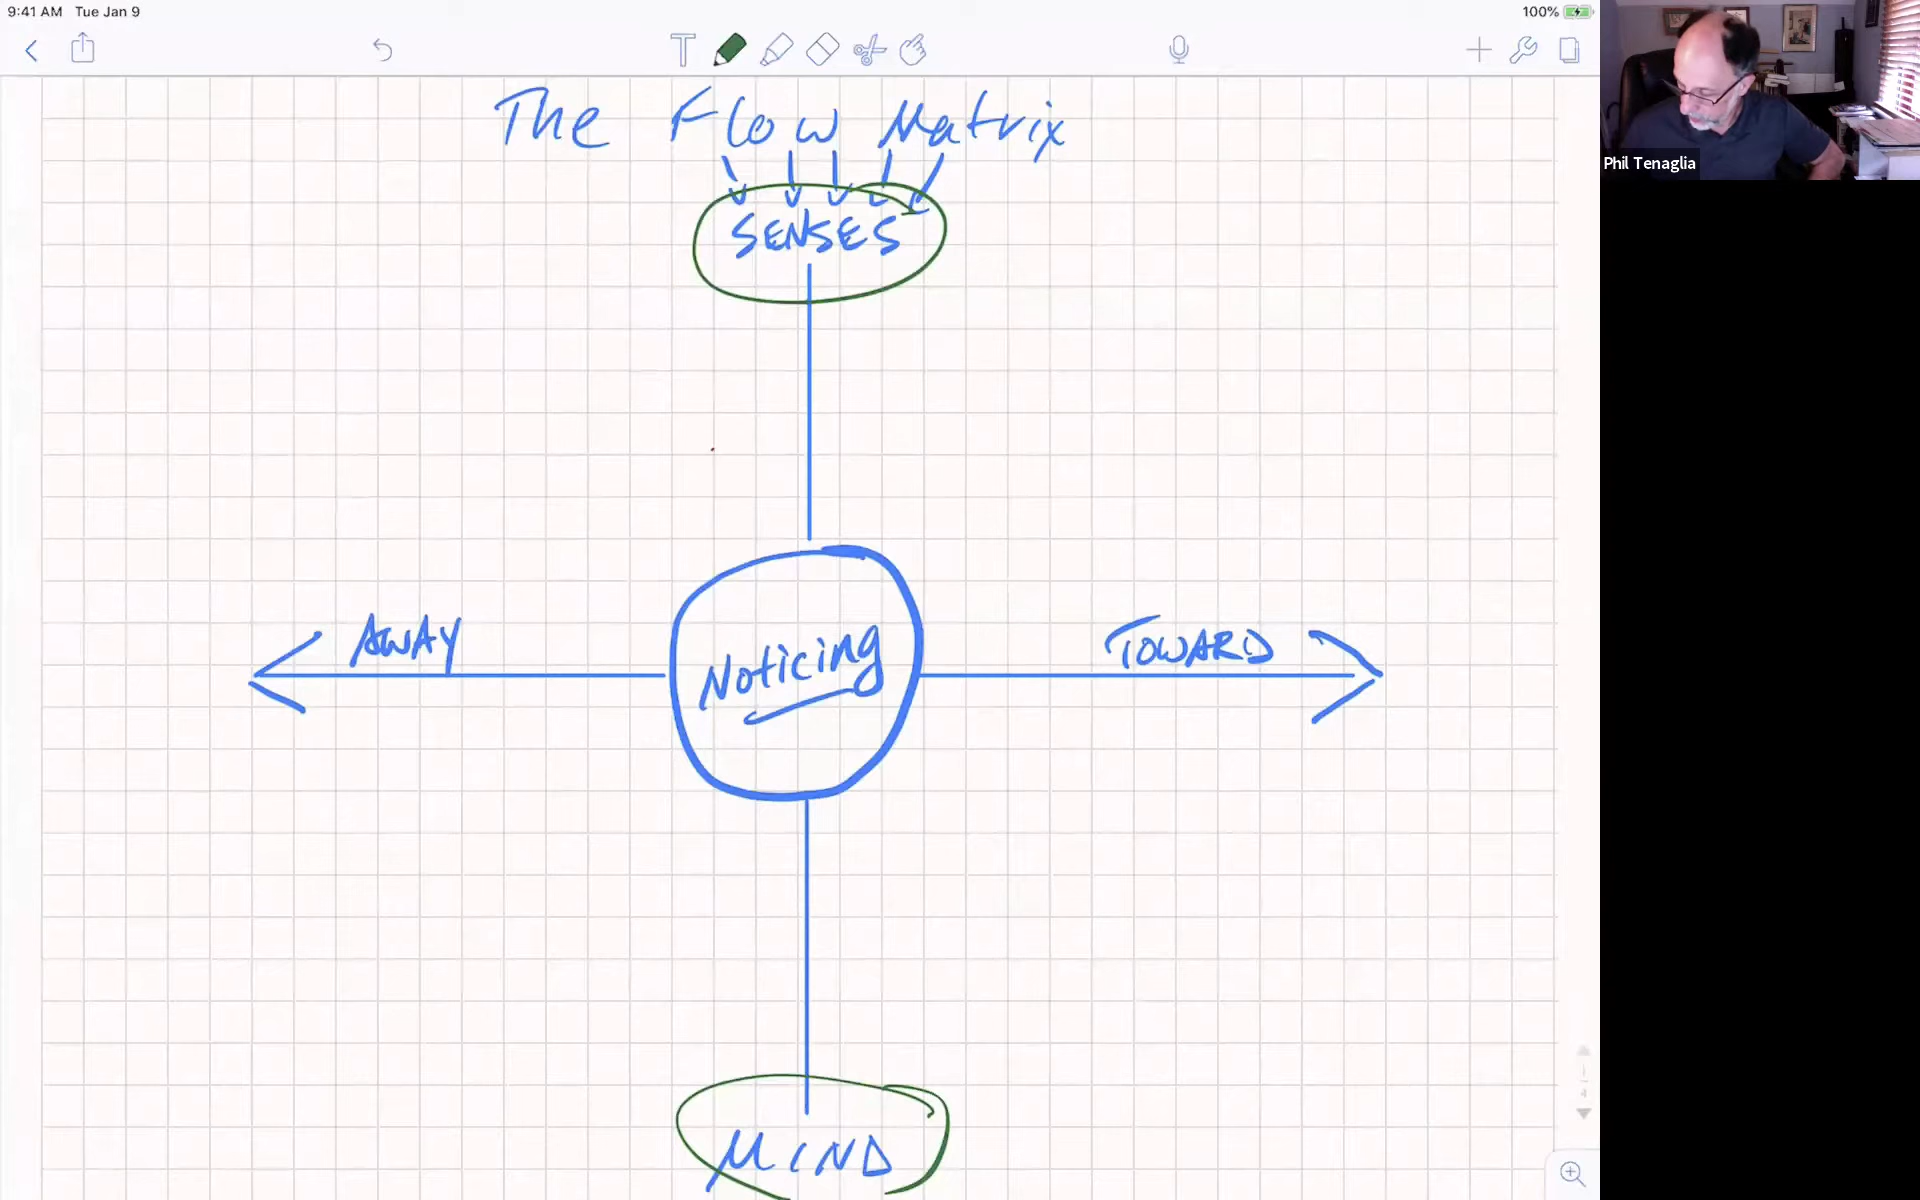 9:41 AM Tue Jan 9
100%
T
Phil Tenaglia
The Flow Matrix
SENSES
AWAY
TOWARD
Noticing
MIND